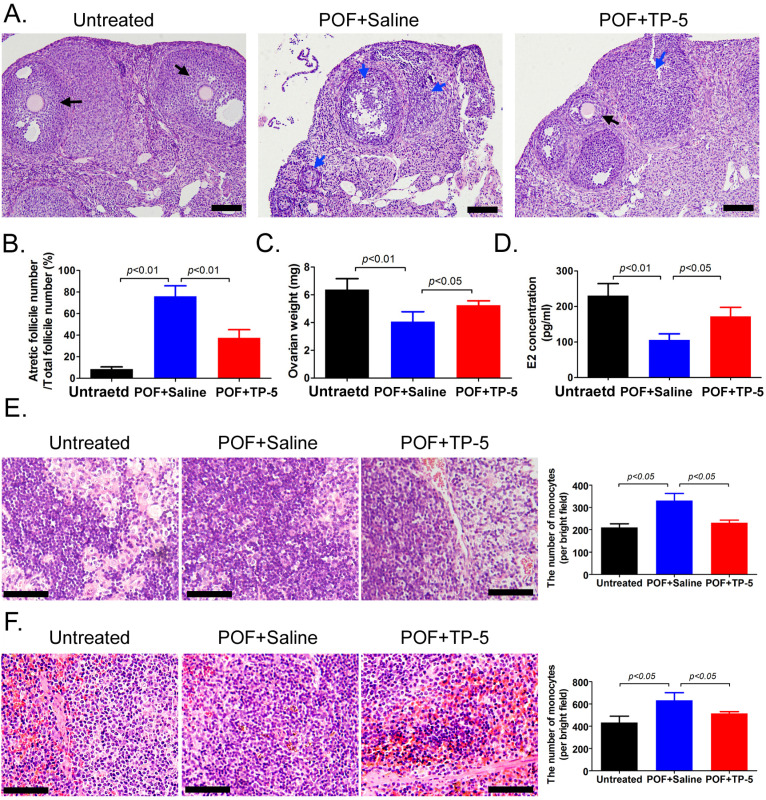 A.
Untreated
POF+Saline
POF+TP-5
B.
Atretic follicile number
/Total follicile number (%)
100
80
60
40
20
0
p<0.01
p<0.01
Untraetd
POF+Saline
POF+TP-5
C.
Ovarian weight (mg)
8
6
4
2
0
p<0.01
p<0.05
Untraetd
POF+Saline
POF+TP-5
D.
E2 concentration
(pg/ml)
300
200
100
0
p<0.01
p<0.05
Untraetd
POF+Saline
POF+TP-5
E.
Untreated
POF+Saline
POF+TP-5
The number of monocytes
(per bright field)
400
300
200
100
0
p<0.05
p<0.05
Untreated
POF+Saline
POF+TP-5
F.
Untreated
POF+Saline
POF+TP-5
The number of monocytes
(per bright field)
800
600
400
200
0
p<0.05
p<0.05
Untreated
POF+Saline
POF+TP-5